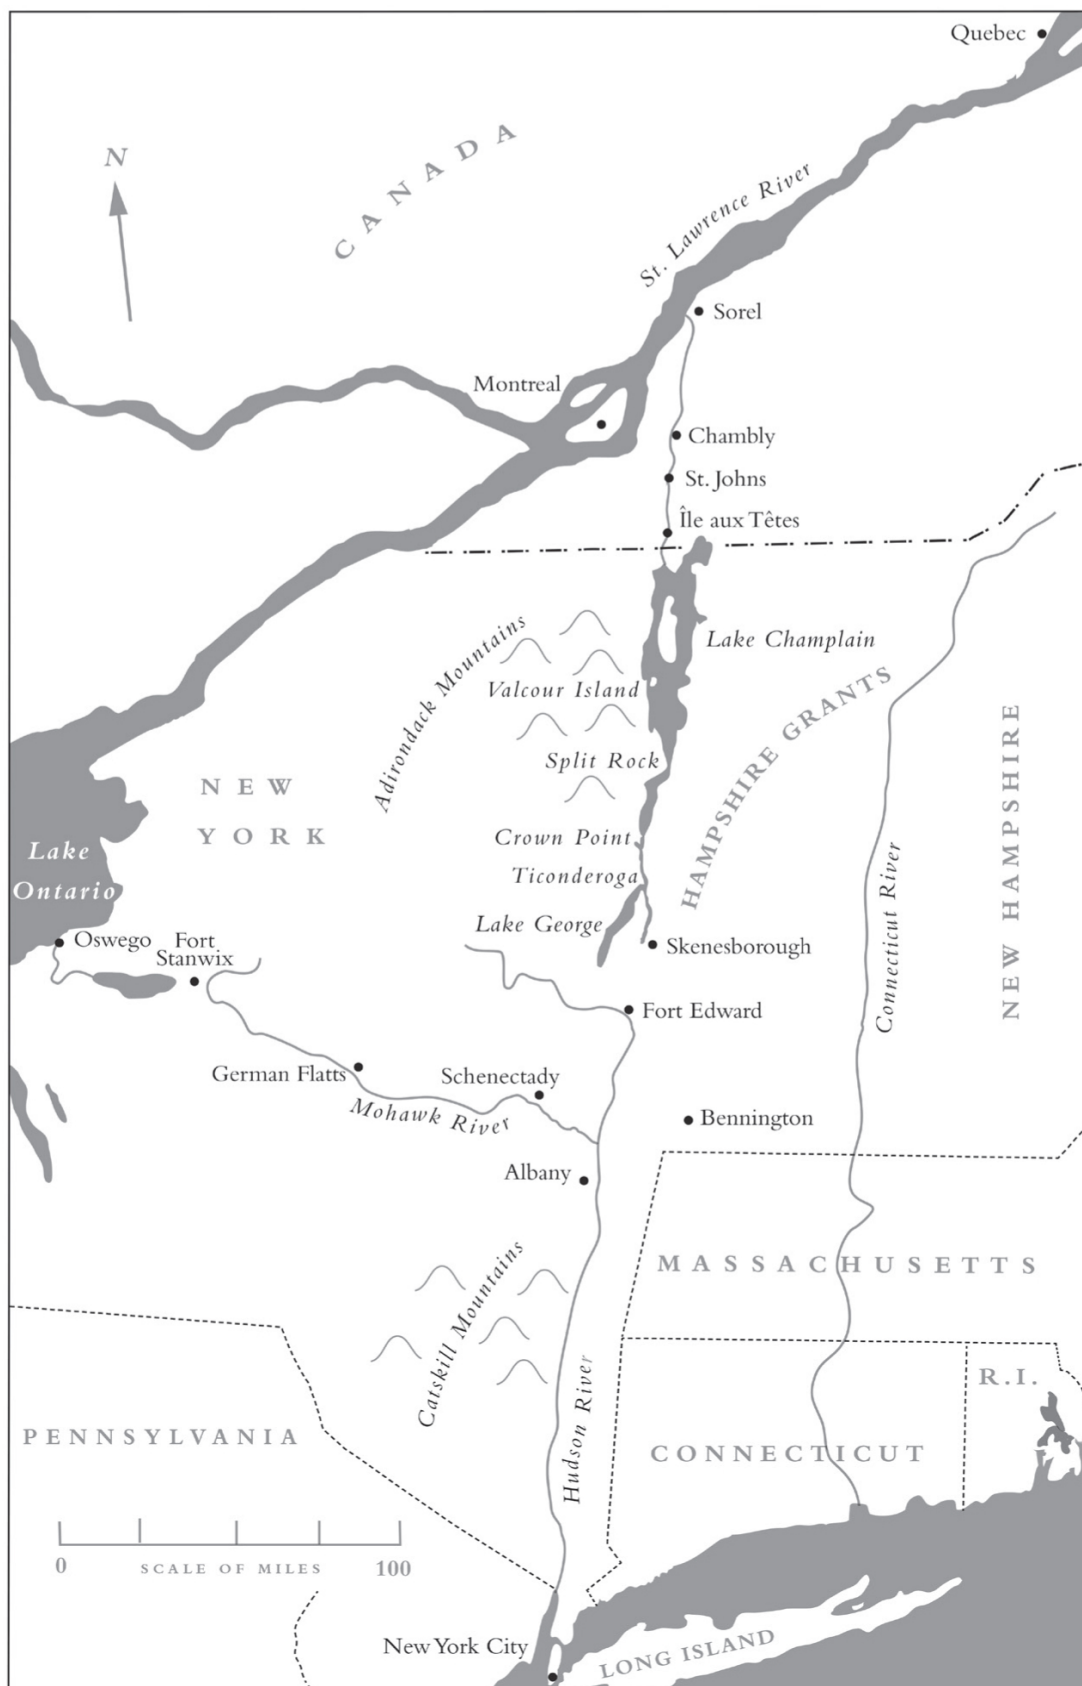 Quebec
N
CANADA
St. Lawrence River
Sorel
Montreal
Chambly
St. Johns
Île aux Têtes
Lake Champlain
Adirondack Mountains
Valcour Island
HAMPSHIRE GRANTS
NEW HAMPSHIRE
Split Rock
NEW
YORK
Crown Point
Lake
Ontario
Ticonderoga
Connecticut River
Lake George
Oswego
Fort
Stanwix
Skenesborough
Fort Edward
German Flatts
Schenectady
Mohawk River
Bennington
Albany
MASSACHUSETTS
Catskill Mountains
Hudson River
R.I.
PENNSYLVANIA
CONNECTICUT
0 SCALE OF MILES 100
New York City
LONG ISLAND